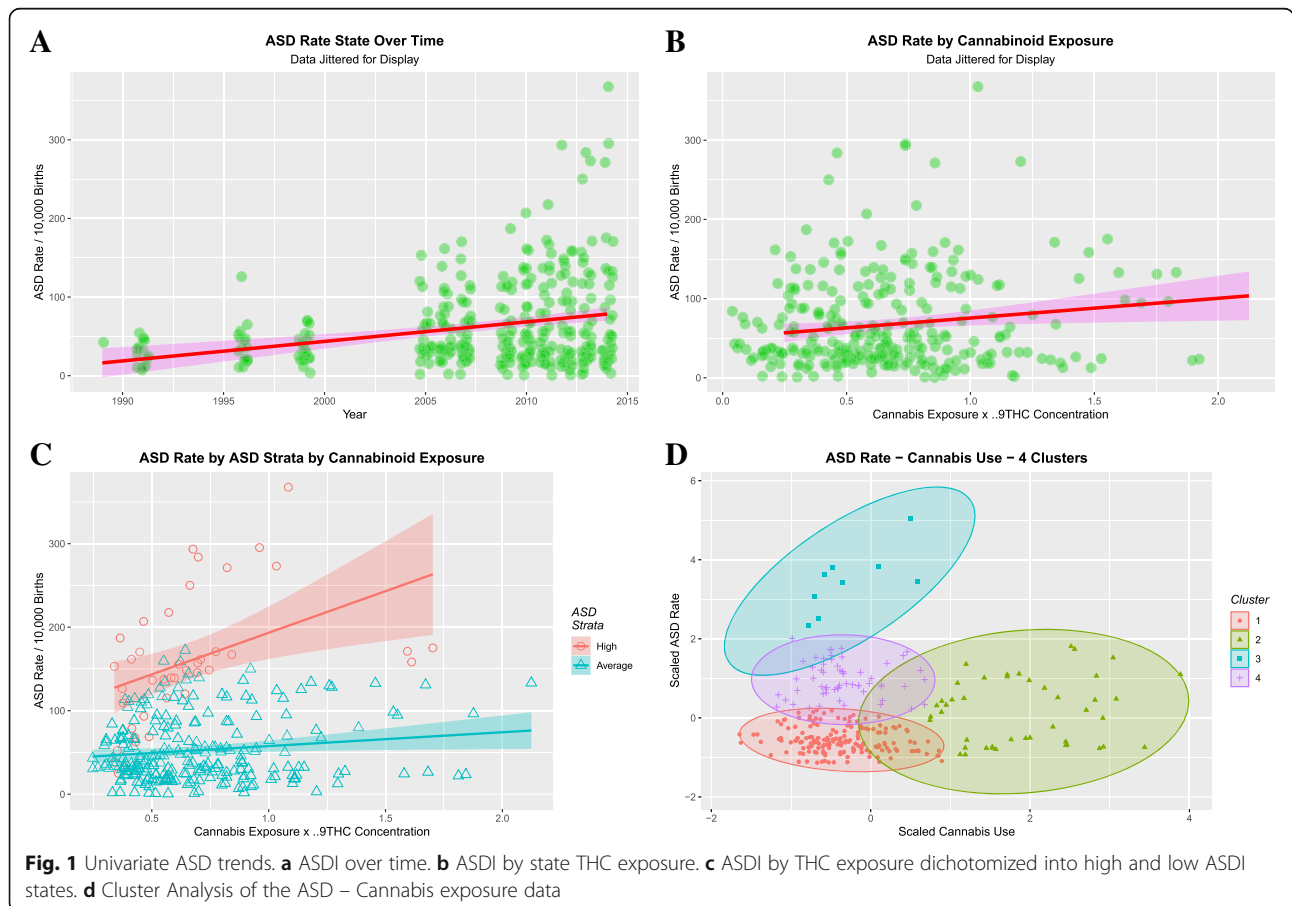 A
ASD Rate State Over Time
Data Jittered for Display
ASD Rate / 10,000 Births
300
200
100
0
1990 1995 2000 2005 2010 2015
Year
B
ASD Rate by Cannabinoid Exposure
Data Jittered for Display
ASD Rate / 10,000 Births
300
200
100
0
0.0 0.5 1.0 1.5 2.0
Cannabis Exposure x ..9THC Concentration
C
ASD Rate by ASD Strata by Cannabinoid Exposure
ASD Rate / 10,000 Births
300
200
100
0
0.5 1.0 1.5 2.0
Cannabis Exposure x ..9THC Concentration
ASD
Strata
High
Average
D
ASD Rate − Cannabis Use − 4 Clusters
Scaled ASD Rate
6
4
2
0
−2
−2 0 2 4
Scaled Cannabis Use
Cluster
1
2
3
4
Fig. 1 Univariate ASD trends. a ASDI over time. b ASDI by state THC exposure. c ASDI by THC exposure dichotomized into high and low ASDI
states. d Cluster Analysis of the ASD – Cannabis exposure data